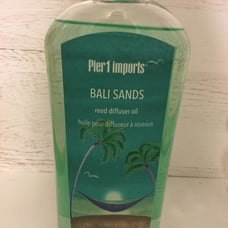 Pier 1 imports®
BALI SANDS
reed diffuser oil
huile pour diffuseur à roseaux